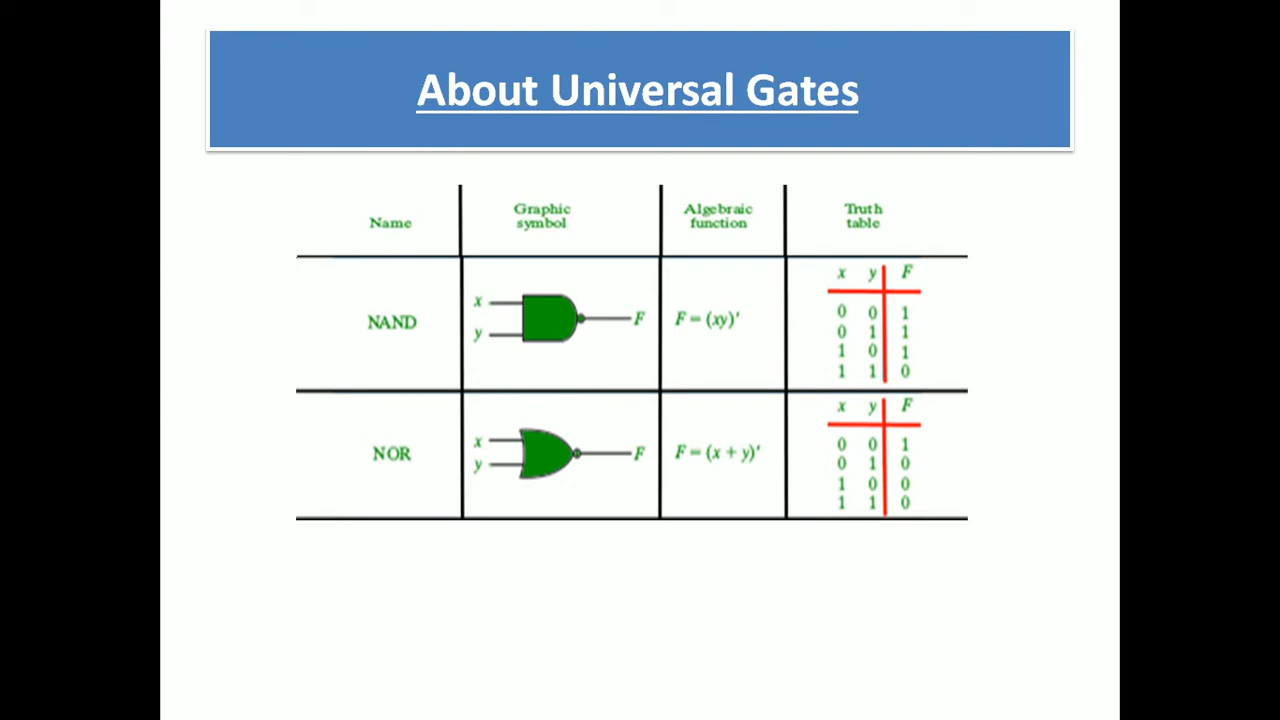 About Universal Gates
Name Graphic symbol Algebraic function Truth table
NAND x y F F = (xy)' x y F
0 0 1
0 1 1
1 0 1
1 1 0
NOR x y F F = (x + y)' x y F
0 0 1
0 1 0
1 0 0
1 1 0